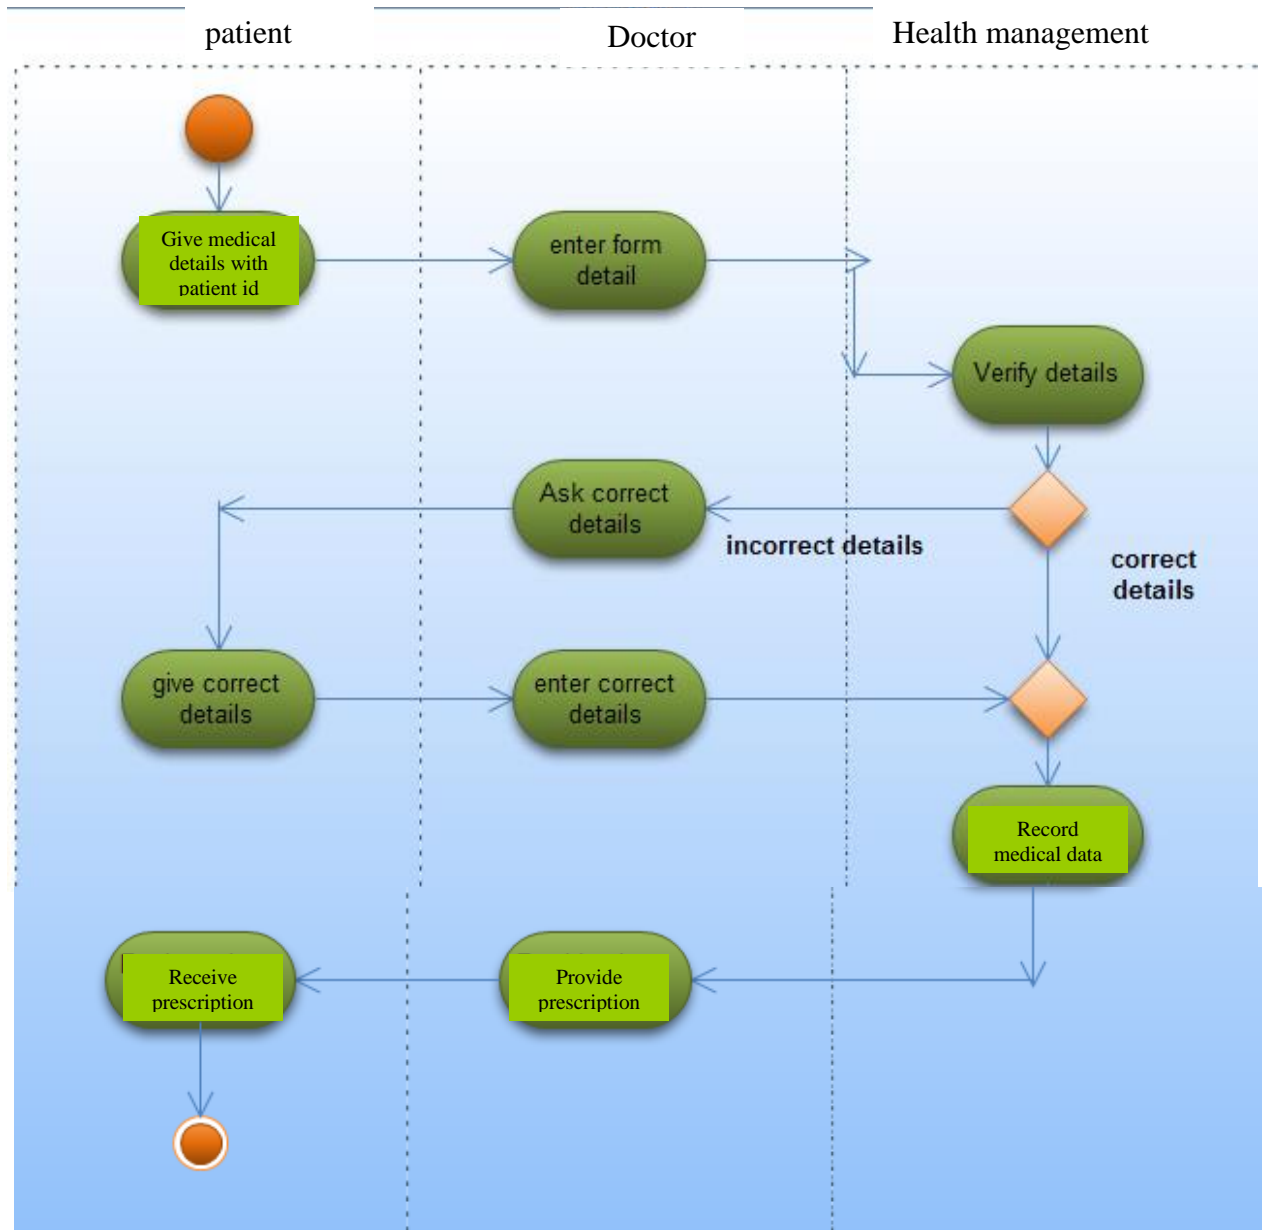 patient
Doctor
Health management
Give medical
details with
patient id
enter form
detail
Verify details
Ask correct
details
incorrect details
correct
details
give correct
details
enter correct
details
Record
medical data
Receive
prescription
Provide
prescription